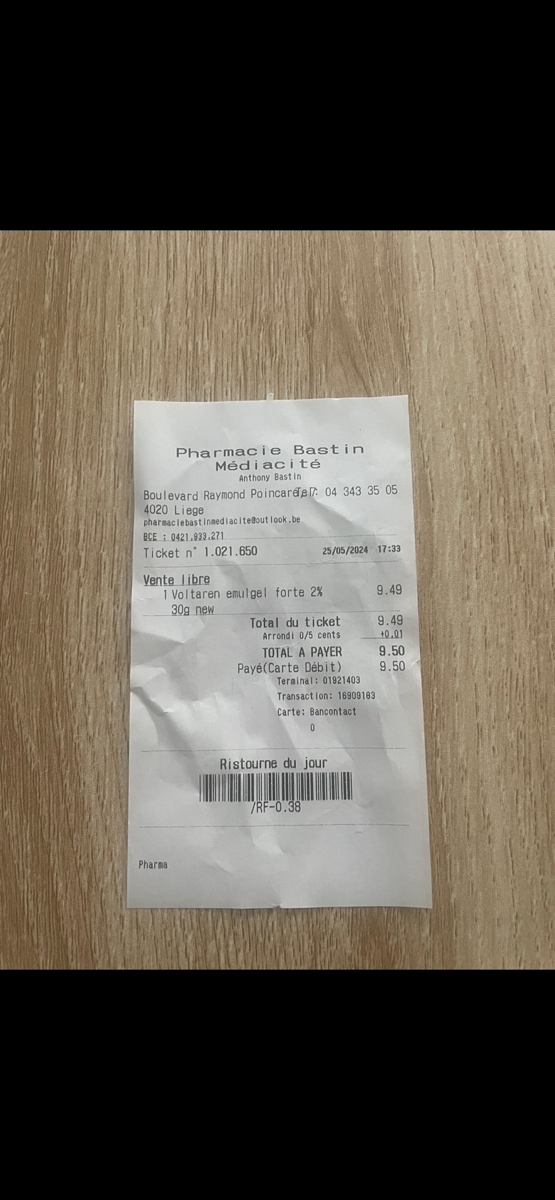 Pharmacie Bastin
Médiacité
Anthony Bastin
Boulevard Raymond Poincaré, 7 Tel : 04 343 35 05
4020 Liege
pharmaciebastinmediacite@outlook.be
BCE : 0421.933.271
Ticket n° 1.021.650 25/05/2024 17:33
Vente libre
1 Voltaren emulgel forte 2% 9.49
30g new
Total du ticket 9.49
Arrondi 0/5 cents +0.01
TOTAL A PAYER 9.50
Payé(Carte Débit) 9.50
Terminal: 01921403
Transaction: 16909183
Carte: Bancontact
0
Ristourne du jour
/RF-0.38
Pharma